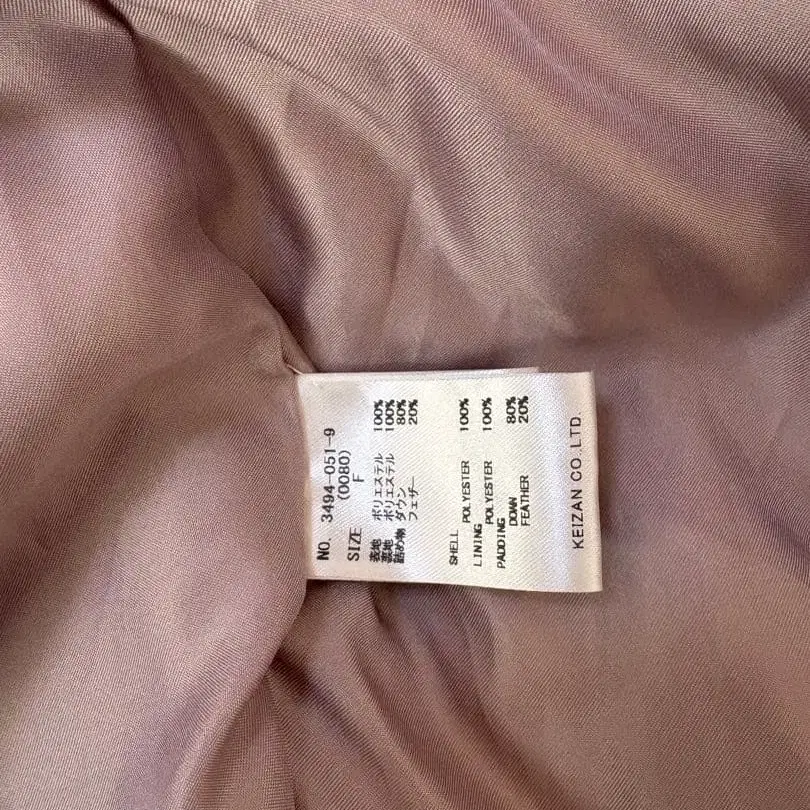 NO. 3494-051-9
(0080)
SIZE F
表地 ポリエステル 100%
裏地 ポリエステル 100%
詰め物 ダウン 80%
フェザー 20%
SHELL
POLYESTER 100%
LINING
POLYESTER 100%
PADDING
DOWN 80%
FEATHER 20%
KEIZAN CO.LTD.